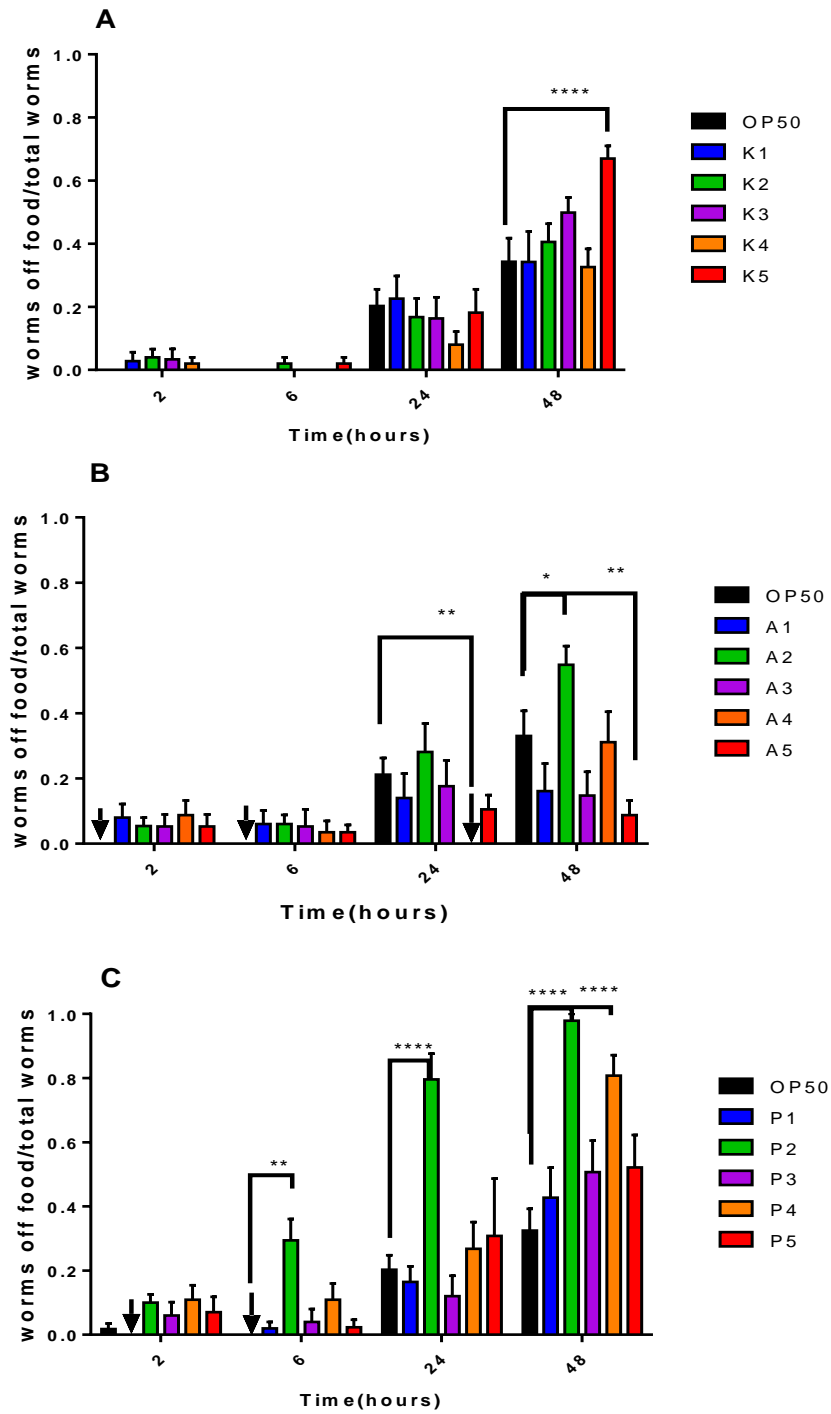 A
worms off food/total worms
1.0
0.8
0.6
0.4
0.2
0.0
2
6
24
48
Time(hours)
****
OP50
K1
K2
K3
K4
K5
B
worms off food/total worms
1.0
0.8
0.6
0.4
0.2
0.0
2
6
24
48
Time(hours)
**
*
**
OP50
A1
A2
A3
A4
A5
C
worms off food/total worms
1.0
0.8
0.6
0.4
0.2
0.0
2
6
24
48
Time(hours)
**
****
****
****
OP50
P1
P2
P3
P4
P5